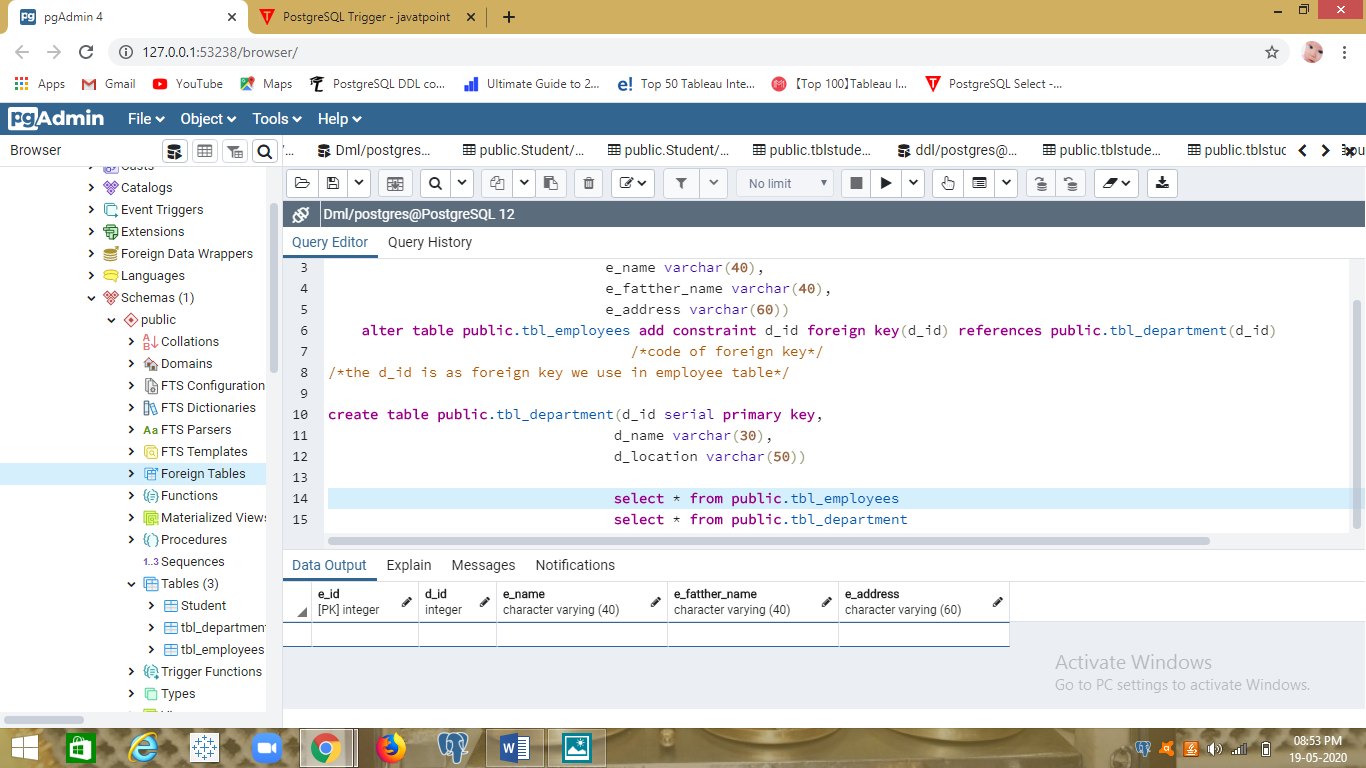 pgAdmin 4
PostgreSQL Trigger - javatpoint
127.0.0.1:53238/browser/
Apps
Gmail
YouTube
Maps
PostgreSQL DDL co...
Ultimate Guide to 2...
Top 50 Tableau Inte...
【Top 100】Tableau I...
PostgreSQL Select -...
pgAdmin
File
Object
Tools
Help
Browser
Dml/postgres...
public.Student/...
public.Student/...
public.tblstude...
ddl/postgres@...
public.tblstude...
public.tblstuc
No limit
Dml/postgres@PostgreSQL 12
Query Editor
Query History
Casts
Catalogs
Event Triggers
Extensions
Foreign Data Wrappers
Languages
Schemas (1)
public
Collations
Domains
FTS Configuration
FTS Dictionaries
Aa FTS Parsers
FTS Templates
Foreign Tables
Functions
Materialized Views
Procedures
1..3 Sequences
Tables (3)
Student
tbl_department
tbl_employees
Trigger Functions
Types
3 e_name varchar(40),
4 e_fatther_name varchar(40),
5 e_address varchar(60))
6 alter table public.tbl_employees add constraint d_id foreign key(d_id) references public.tbl_department(d_id)
7 /*code of foreign key*/
8 /*the d_id is as foreign key we use in employee table*/
9
10 create table public.tbl_department(d_id serial primary key,
11 d_name varchar(30),
12 d_location varchar(50))
13
14 select * from public.tbl_employees
15 select * from public.tbl_department
Data Output
Explain
Messages
Notifications
e_id
[PK] integer
d_id
integer
e_name
character varying (40)
e_fatther_name
character varying (40)
e_address
character varying (60)
Activate Windows
Go to PC settings to activate Windows.
08:53 PM
19-05-2020